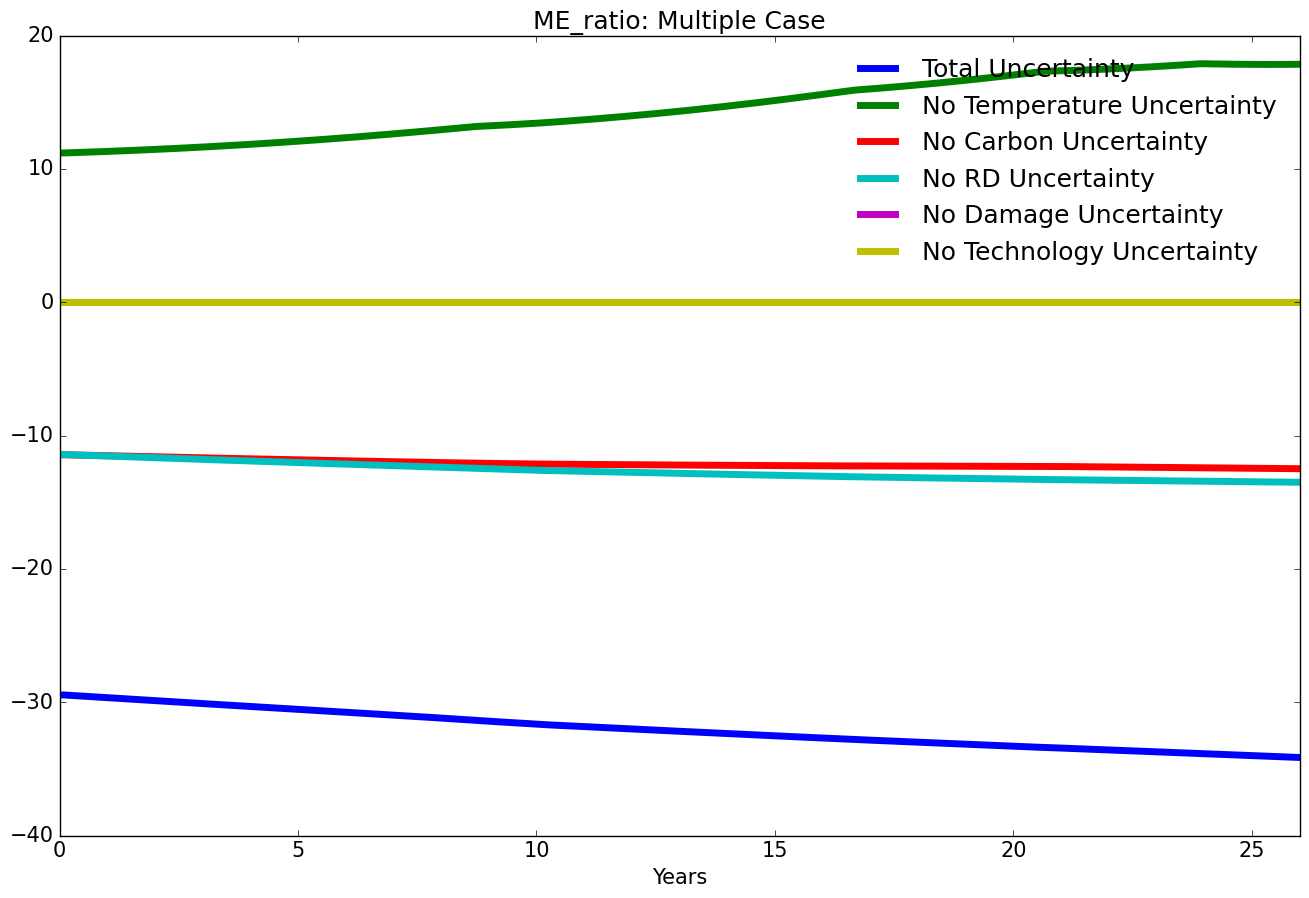 ME_ratio: Multiple Case
20
10
0
−10
−20
−30
−40
Total Uncertainty
No Temperature Uncertainty
No Carbon Uncertainty
No RD Uncertainty
No Damage Uncertainty
No Technology Uncertainty
0 5 10 15 20 25
Years